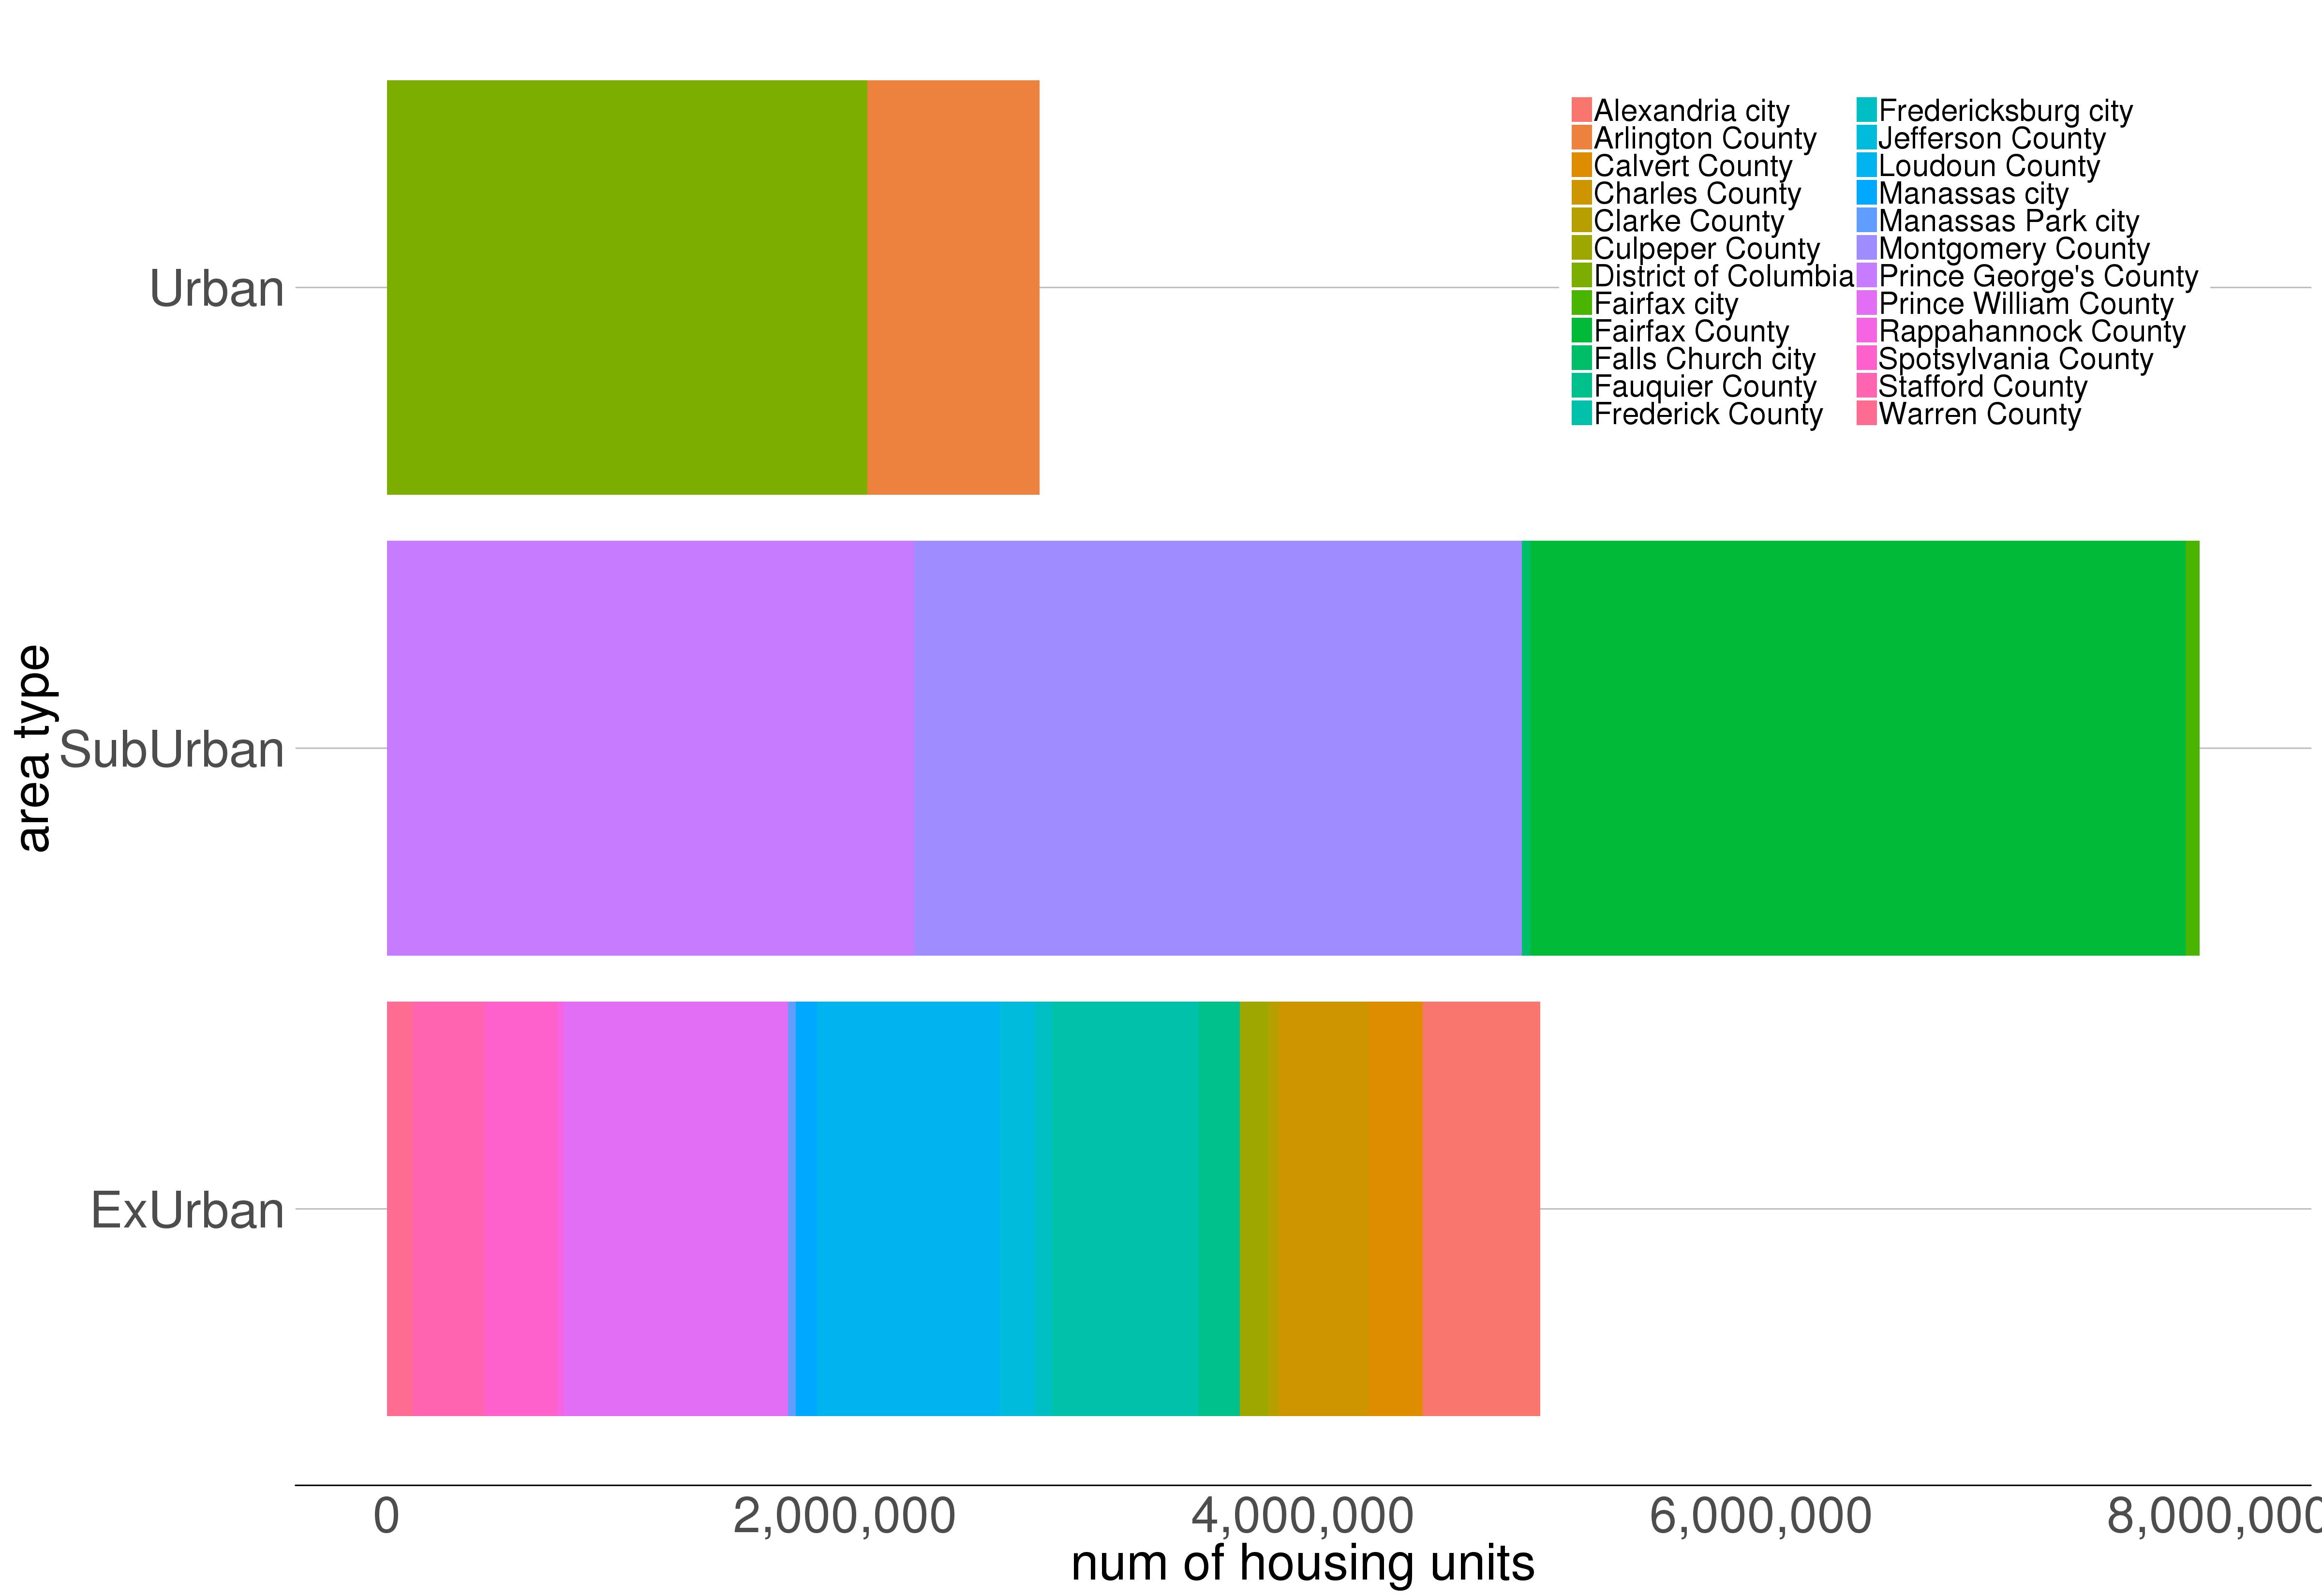 Alexandria city
Arlington County
Calvert County
Charles County
Clarke County
Culpeper County
District of Columbia
Fairfax city
Fairfax County
Falls Church city
Fauquier County
Frederick County
Fredericksburg city
Jefferson County
Loudoun County
Manassas city
Manassas Park city
Montgomery County
Prince George's County
Prince William County
Rappahannock County
Spotsylvania County
Stafford County
Warren County
Urban
SubUrban
ExUrban
area type
0 2,000,000 4,000,000 6,000,000 8,000,000
num of housing units